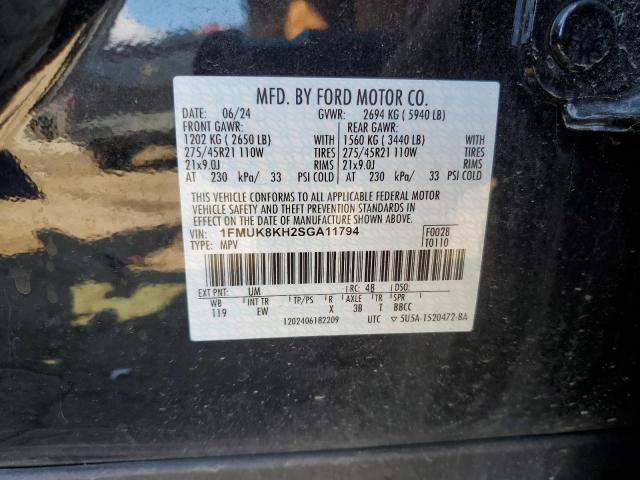 MFD. BY FORD MOTOR CO.
DATE: 06/24 GVWR: 2694 KG ( 5940 LB)
FRONT GAWR: REAR GAWR:
1202 KG ( 2650 LB) WITH 1560 KG ( 3440 LB) WITH
275/45R21 110W TIRES 275/45R21 110W TIRES
21x9.0J RIMS 21x9.0J RIMS
AT 230 kPa/ 33 PSI COLD AT 230 kPa/ 33 PSI COLD
THIS VEHICLE CONFORMS TO ALL APPLICABLE FEDERAL MOTOR
VEHICLE SAFETY AND THEFT PREVENTION STANDARDS IN
EFFECT ON THE DATE OF MANUFACTURE SHOWN ABOVE.
VIN: 1FMUK8KH2SGA11794 F0028
TYPE: MPV T0110
EXT PNT: UM RC: 48 DSO:
WB INT TR TP/PS R AXLE TR SPR
119 EW X 3B T BBCC
1202406182209 UTC 5U5A-1520472-BA